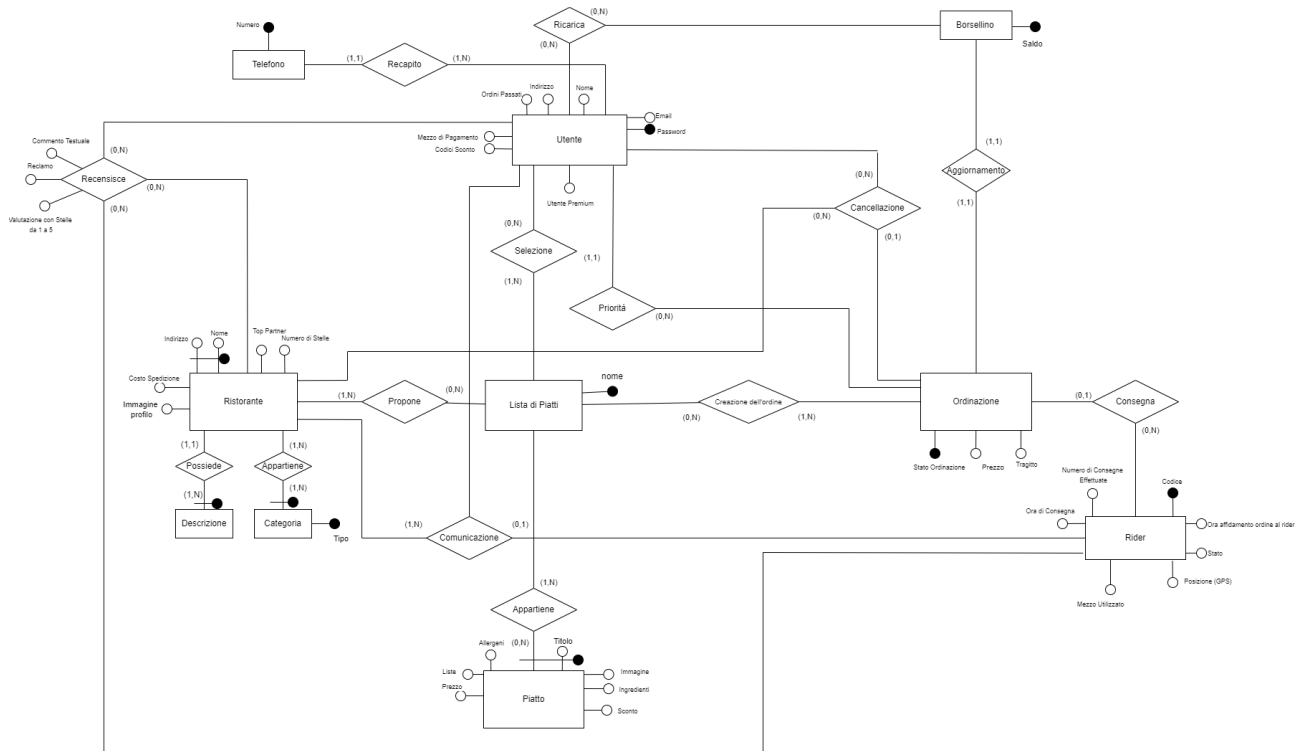 (0,N)
Ricarica
Borsellino
Numero
(0,N)
Saldo
Telefono
(1,1)
Recapito
(1,N)
Ordini Passati
Indirizzo
Nome
Email
Mezzo di Pagamento
Utente
Password
Codici Sconto
Commento Testuale
(0,N)
(1,1)
Reclamo
Recensisce
(0,N)
(0,N)
Aggiornamento
Utente Premium
Valutazione con Stelle
da 1 a 5
(0,N)
(0,N)
(0,N)
Cancellazione
(1,1)
(0,1)
Selezione
(1,1)
(1,N)
Priorità
(0,N)
Indirizzo
Nome
Top Partner
Numero di Stelle
Costo Spedizione
nome
Ristorante
(1,N)
Propone
(0,N)
Lista di Piatti
Creazione dell'ordine
Ordinazione
(0,1)
Consegna
Immagine
profilo
(0,N)
(1,N)
(0,N)
(1,1)
(1,N)
Possiede
Appartiene
Stato Ordinazione
Prezzo
Tragitto
Numero di Consegne
Effettuate
Codice
(1,N)
(1,N)
Descrizione
Categoria
Tipo
(1,N)
Comunicazione
(0,1)
Ora di Consegna
Ora affidamento ordine al rider
Rider
Stato
Posizione (GPS)
Mezzo Utilizzato
(1,N)
Appartiene
Allergeni
(0,N)
Titolo
Liste
Immagine
Prezzo
Ingredienti
Piatto
Sconto